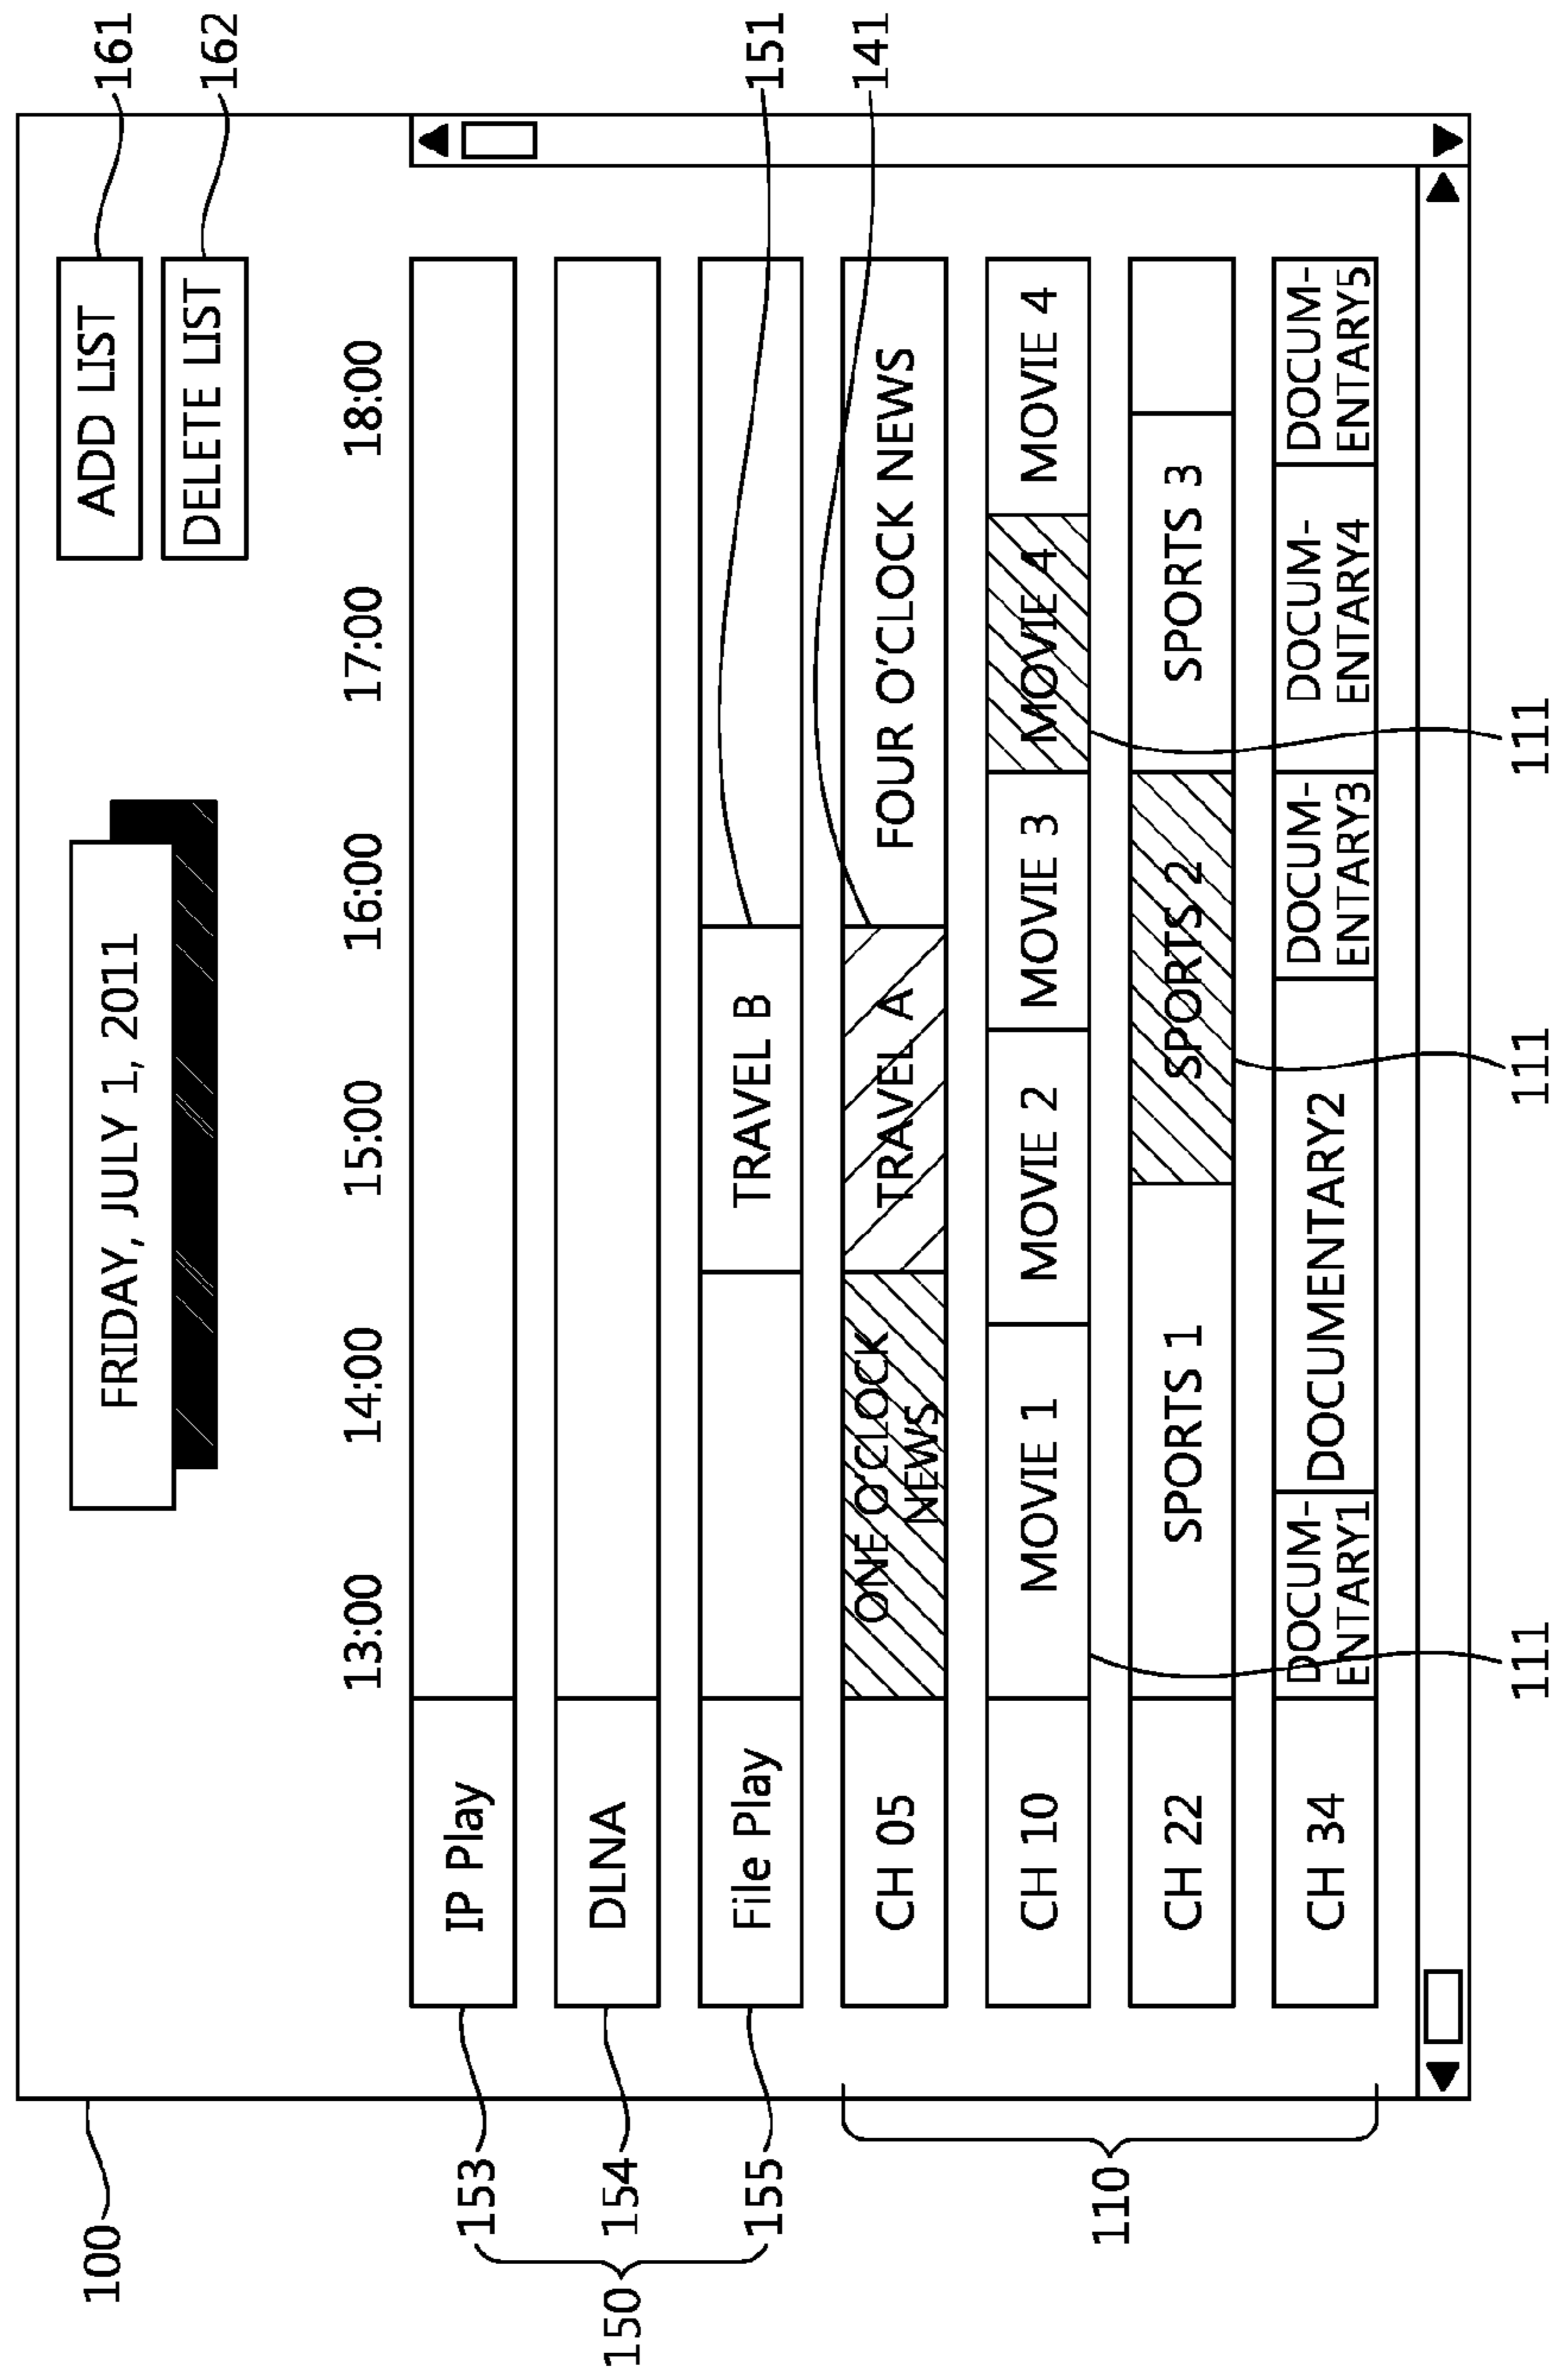 100
FRIDAY, JULY 1, 2011
ADD LIST
161
DELETE LIST
162
13:00 14:00 15:00 16:00 17:00 18:00
150
153
IP Play
154
DLNA
155
File Play
TRAVEL B
151
CH 05
ONE O'CLOCK
NEWS
TRAVEL A
FOUR O'CLOCK NEWS
141
110
CH 10
MOVIE 1
MOVIE 2
MOVIE 3
MOVIE 4
MOVIE 4
CH 22
SPORTS 1
SPORTS 2
SPORTS 3
CH 34
DOCUM-
ENTARY1
DOCUMENTARY2
DOCUM-
ENTARY3
DOCUM-
ENTARY4
DOCUM-
ENTARY5
111
111
111